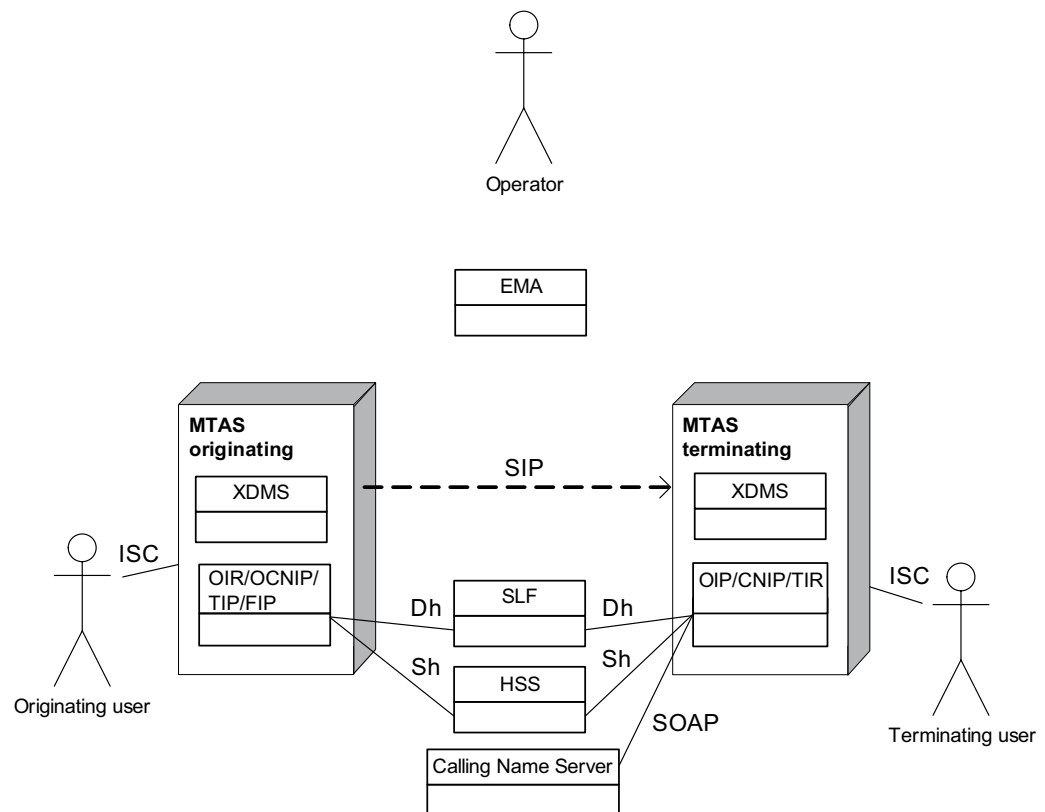 Operator
EMA
MTAS
originating
MTAS
terminating
SIP
XDMS
XDMS
ISC
OIR/OCNIP/
TIP/FIP
OIP/CNIP/TIR
ISC
Dh
SLF
Dh
Sh
HSS
Sh
Originating user
SOAP
Terminating user
Calling Name Server